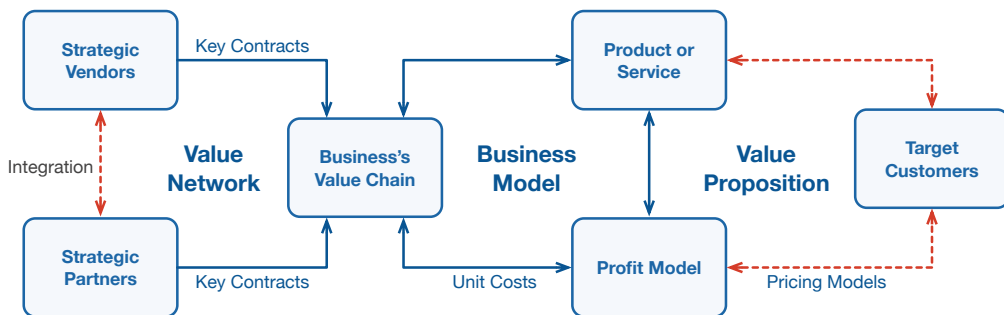 Strategic
Vendors
Key Contracts
Product or
Service
Integration
Value
Network
Business's
Value Chain
Business
Model
Value
Proposition
Target
Customers
Strategic
Partners
Key Contracts
Unit Costs
Profit Model
Pricing Models